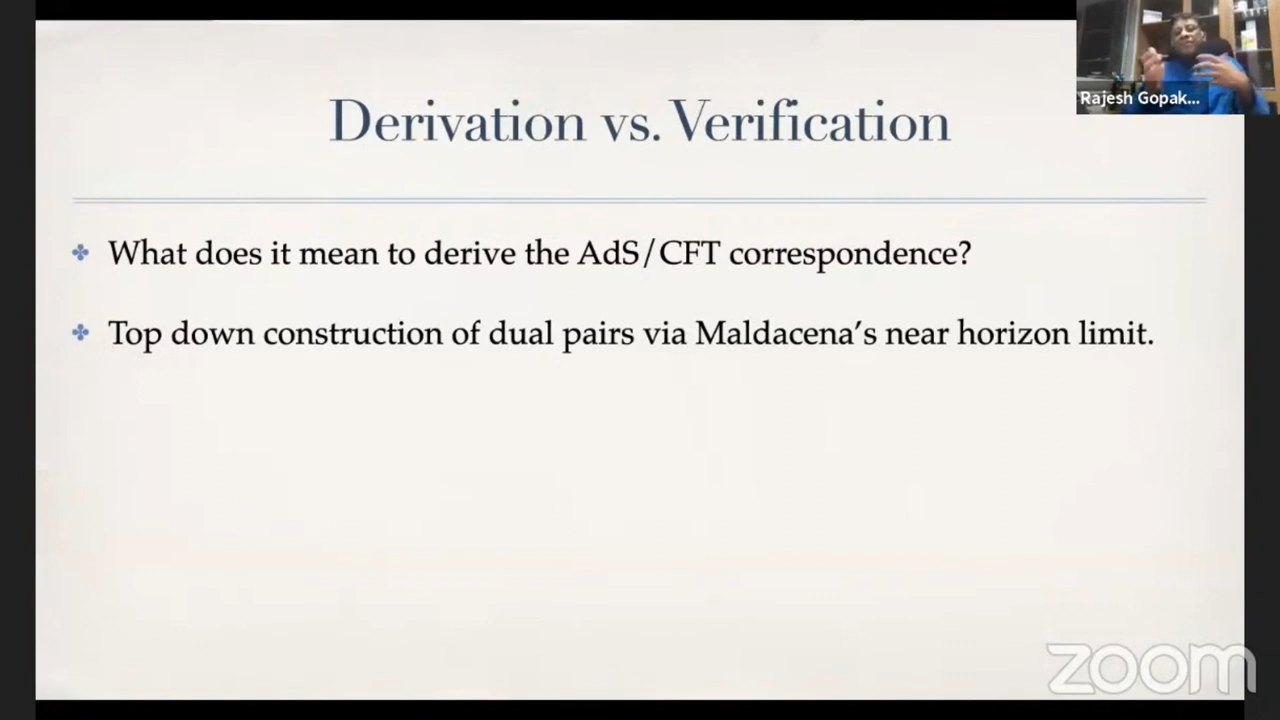 Rajesh Gopak...
Derivation vs. Verification
What does it mean to derive the AdS/CFT correspondence?
Top down construction of dual pairs via Maldacena's near horizon limit.
zoom